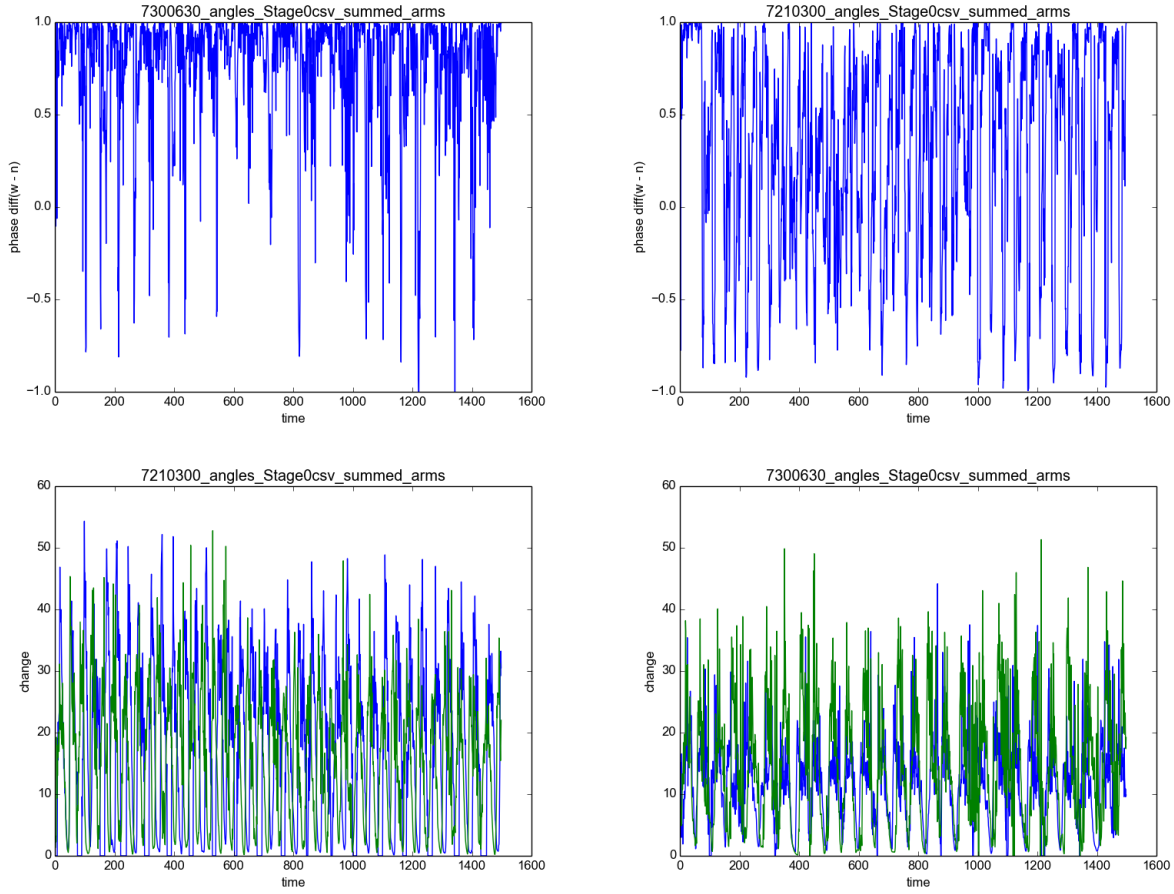 7300630_angles_Stage0csv_summed_arms
1.0
0.5
0.0
−0.5
−1.0
phase diff(w - n)
0 200 400 600 800 1000 1200 1400 1600
time
7210300_angles_Stage0csv_summed_arms
1.0
0.5
0.0
−0.5
−1.0
phase diff(w - n)
0 200 400 600 800 1000 1200 1400 1600
time
7210300_angles_Stage0csv_summed_arms
60
50
40
30
20
10
0
change
0 200 400 600 800 1000 1200 1400 1600
time
7300630_angles_Stage0csv_summed_arms
60
50
40
30
20
10
0
change
0 200 400 600 800 1000 1200 1400 1600
time